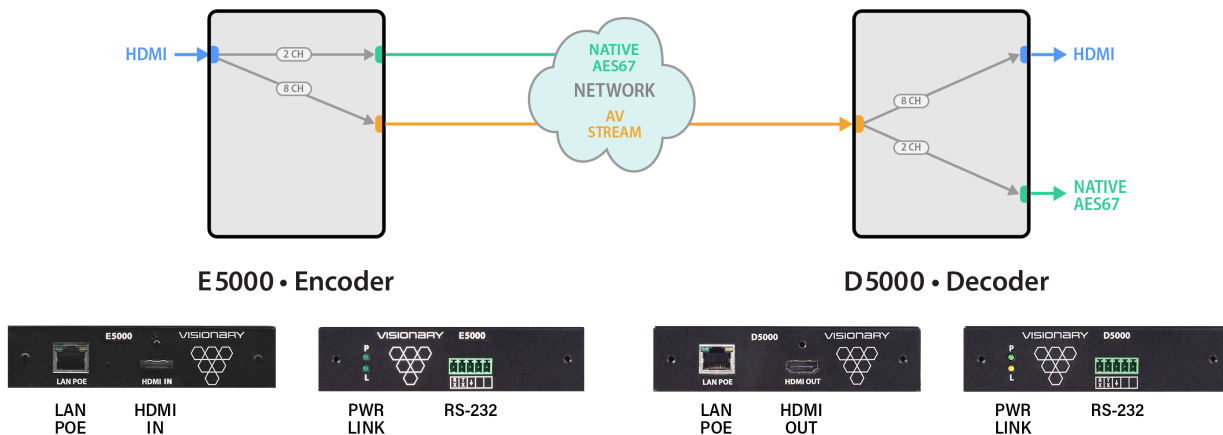 HDMI
2 CH
8 CH
NATIVE
AES67
NETWORK
AV
STREAM
8 CH
2 CH
HDMI
NATIVE
AES67
E5000 • Encoder
D5000 • Decoder
E5000
VISIONARY
LAN POE
HDMI IN
VISIONARY
E5000
P
L
D5000
VISIONARY
LAN POE
HDMI OUT
VISIONARY
D5000
P
L
LAN
POE
HDMI
IN
PWR
LINK
RS-232
LAN
POE
HDMI
OUT
PWR
LINK
RS-232